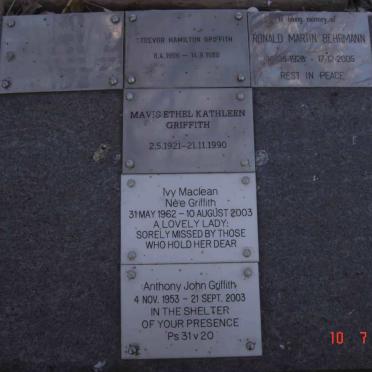 TREVOR HAMILTON GRIFFITH
In loving memory of
RONALD MARTIN BEHRMANN
17-12-2005
REST IN PEACE
MAVIS ETHEL KATHLEEN
GRIFFITH
2.5.1921-21.11.1990
Ivy Maclean
Née Griffith
31 MAY 1962 – 10 AUGUST 2003
A LOVELY LADY:
SORELY MISSED BY THOSE
WHO HOLD HER DEAR
Anthony John Griffith
4 NOV. 1953 – 21 SEPT. 2003
IN THE SHELTER
OF YOUR PRESENCE
Ps 31 v 20
10 7